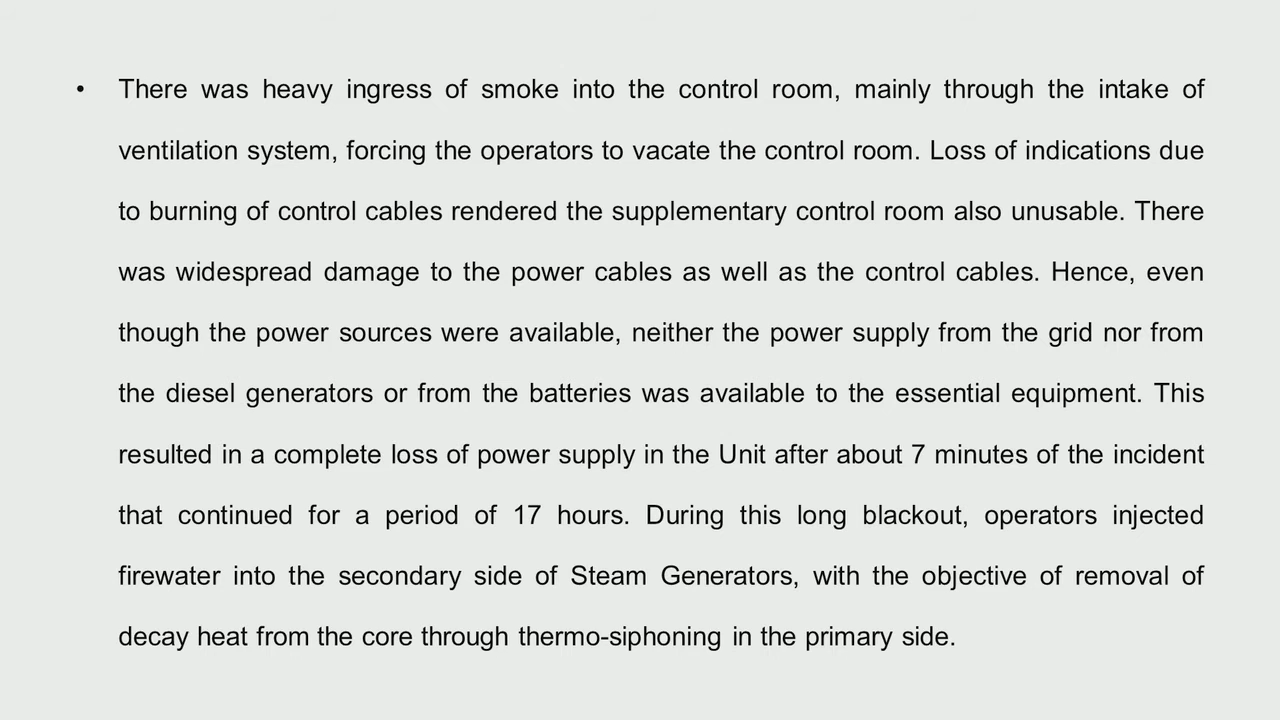 • There was heavy ingress of smoke into the control room, mainly through the intake of
ventilation system, forcing the operators to vacate the control room. Loss of indications due
to burning of control cables rendered the supplementary control room also unusable. There
was widespread damage to the power cables as well as the control cables. Hence, even
though the power sources were available, neither the power supply from the grid nor from
the diesel generators or from the batteries was available to the essential equipment. This
resulted in a complete loss of power supply in the Unit after about 7 minutes of the incident
that continued for a period of 17 hours. During this long blackout, operators injected
firewater into the secondary side of Steam Generators, with the objective of removal of
decay heat from the core through thermo-siphoning in the primary side.